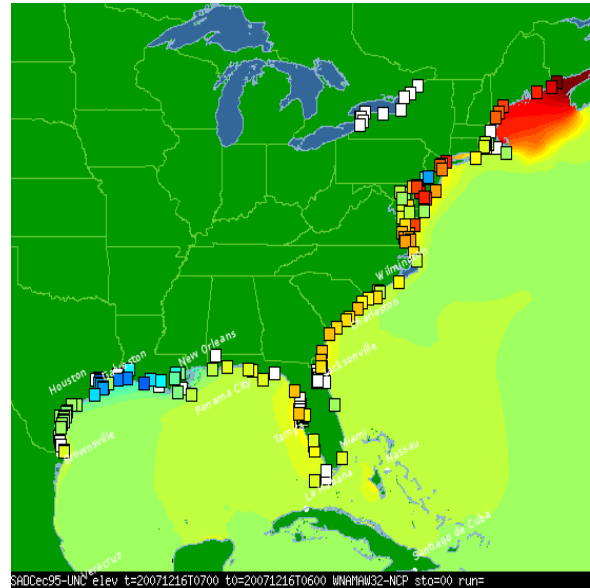 Wilmington
Charleston
New Orleans
Houston
Galveston
Jacksonville
Panama City
Brownsville
Tampa
Miami
Nassau
La Habana
Santiago de Cuba
Veracruz
SADCec95-UNC elev t=20071216T0700 t0=20071216T0600 WNAMAW32-NCP sto=00 run=